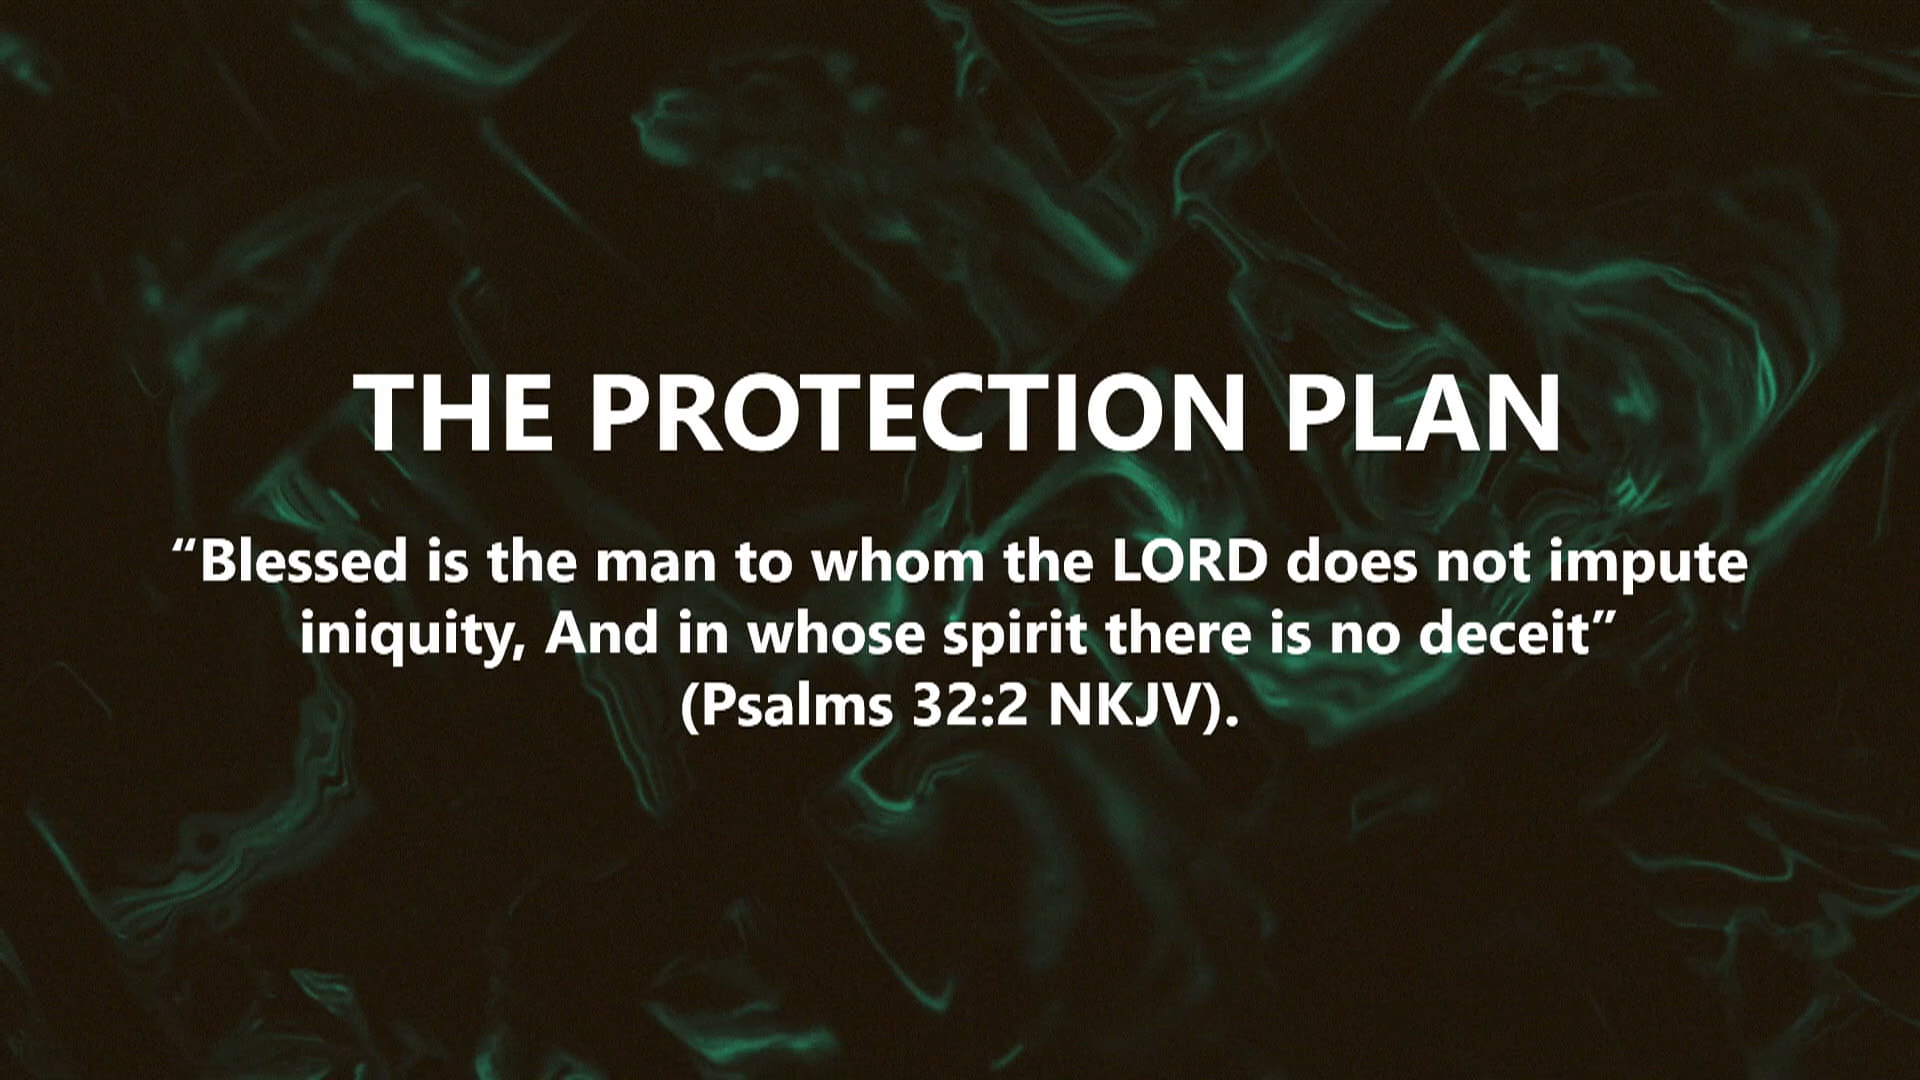 THE PROTECTION PLAN
“Blessed is the man to whom the LORD does not impute
iniquity, And in whose spirit there is no deceit”
(Psalms 32:2 NKJV).